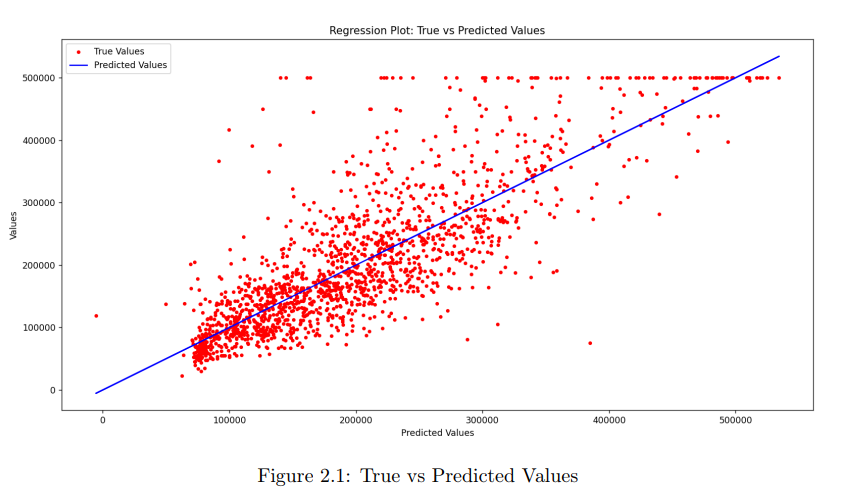 Regression Plot: True vs Predicted Values
True Values
Predicted Values
500000
400000
300000
200000
100000
0
Values
0 100000 200000 300000 400000 500000
Predicted Values
Figure 2.1: True vs Predicted Values